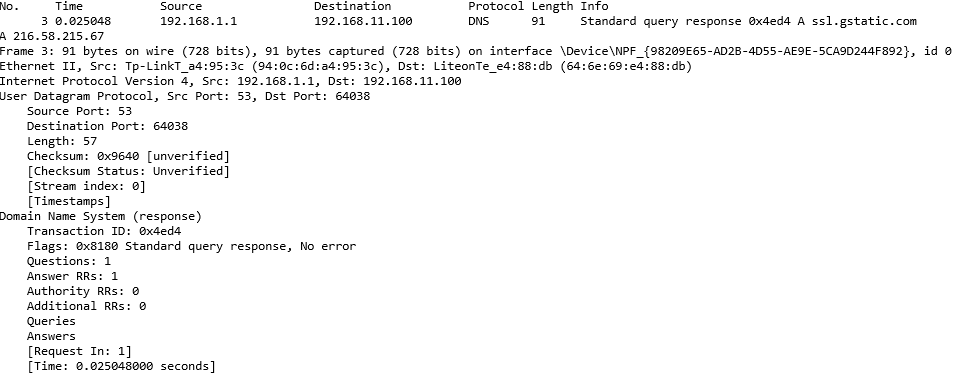 No. Time Source Destination Protocol Length Info
3 0.025048 192.168.1.1 192.168.11.100 DNS 91 Standard query response 0x4ed4 A ssl.gstatic.com
A 216.58.215.67
Frame 3: 91 bytes on wire (728 bits), 91 bytes captured (728 bits) on interface \Device\NPF_{98209E65-AD2B-4D55-AE9E-5CA9D244F892}, id 0
Ethernet II, Src: Tp-LinkT_a4:95:3c (94:0c:6d:a4:95:3c), Dst: LiteonTe_e4:88:db (64:6e:69:e4:88:db)
Internet Protocol Version 4, Src: 192.168.1.1, Dst: 192.168.11.100
User Datagram Protocol, Src Port: 53, Dst Port: 64038
Source Port: 53
Destination Port: 64038
Length: 57
Checksum: 0x9640 [unverified]
[Checksum Status: Unverified]
[Stream index: 0]
[Timestamps]
Domain Name System (response)
Transaction ID: 0x4ed4
Flags: 0x8180 Standard query response, No error
Questions: 1
Answer RRs: 1
Authority RRs: 0
Additional RRs: 0
Queries
Answers
[Request In: 1]
[Time: 0.025048000 seconds]